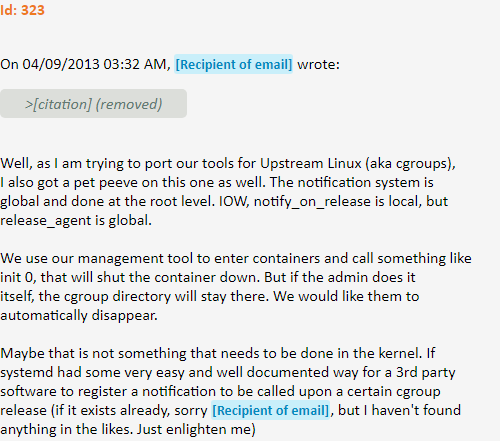 Id: 323
On 04/09/2013 03:32 AM, [Recipient of email] wrote:
>[citation] (removed)
Well, as I am trying to port our tools for Upstream Linux (aka cgroups),
I also got a pet peeve on this one as well. The notification system is
global and done at the root level. IOW, notify_on_release is local, but
release_agent is global.
We use our management tool to enter containers and call something like
init 0, that will shut the container down. But if the admin does it
itself, the cgroup directory will stay there. We would like them to
automatically disappear.
Maybe that is not something that needs to be done in the kernel. If
systemd had some very easy and well documented way for a 3rd party
software to register a notification to be called upon a certain cgroup
release (if it exists already, sorry [Recipient of email], but I haven't found
anything in the likes. Just enlighten me)